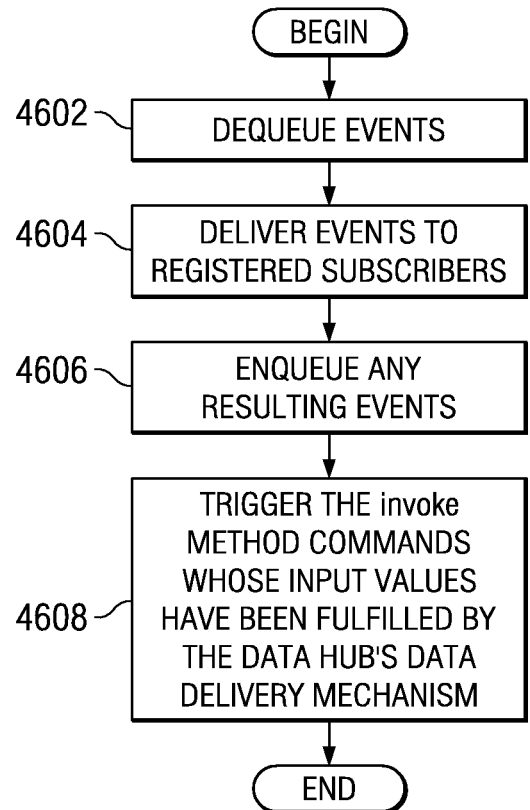 BEGIN
4602
DEQUEUE EVENTS
4604
DELIVER EVENTS TO
REGISTERED SUBSCRIBERS
4606
ENQUEUE ANY
RESULTING EVENTS
4608
TRIGGER THE invoke
METHOD COMMANDS
WHOSE INPUT VALUES
HAVE BEEN FULFILLED BY
THE DATA HUB'S DATA
DELIVERY MECHANISM
END